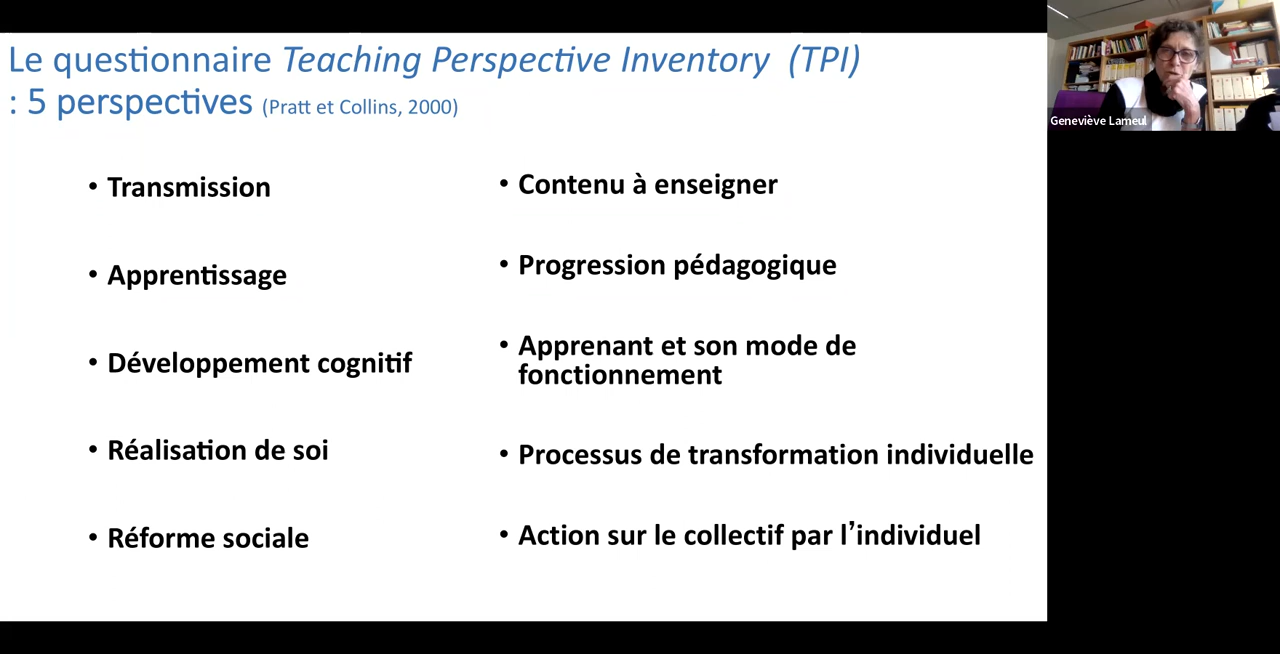 Le questionnaire Teaching Perspective Inventory (TPI)
: 5 perspectives (Pratt et Collins, 2000)
• Transmission
• Apprentissage
• Développement cognitif
• Réalisation de soi
• Réforme sociale
• Contenu à enseigner
• Progression pédagogique
• Apprenant et son mode de
fonctionnement
• Processus de transformation individuelle
• Action sur le collectif par l’individuel
Geneviève Lameul